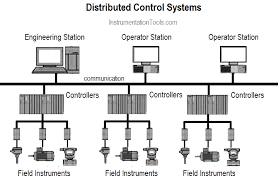 Distributed Control Systems
InstrumentationTools.com
Engineering Station
Operator Station
Operator Station
communication
Controllers
Controllers
Controllers
Field Instruments
Field Instruments
Field Instruments